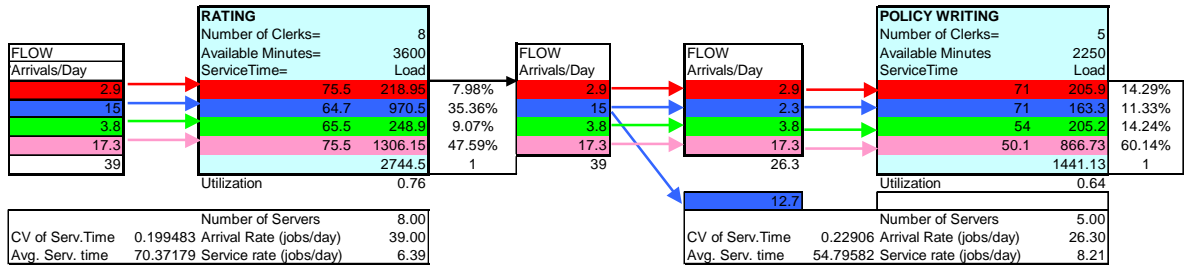 RATING
POLICY WRITING
Number of Clerks= 8
Number of Clerks= 5
FLOW Available Minutes= 3600 FLOW FLOW Available Minutes 2250
Arrivals/Day ServiceTime= Load Arrivals/Day Arrivals/Day ServiceTime Load
2.9 75.5 218.95 7.98% 2.9 2.9 71 205.9 14.29%
15 64.7 970.5 35.36% 15 2.3 71 163.3 11.33%
3.8 65.5 248.9 9.07% 3.8 3.8 54 205.2 14.24%
17.3 75.5 1306.15 47.59% 17.3 17.3 50.1 866.73 60.14%
39 2744.5 1 39 26.3 1441.13 1
Utilization 0.76 Utilization 0.64
12.7
Number of Servers 8.00 Number of Servers 5.00
CV of Serv.Time 0.199483 Arrival Rate (jobs/day) 39.00 CV of Serv.Time 0.22906 Arrival Rate (jobs/day) 26.30
Avg. Serv. time 70.37179 Service rate (jobs/day) 6.39 Avg. Serv. time 54.79582 Service rate (jobs/day) 8.21